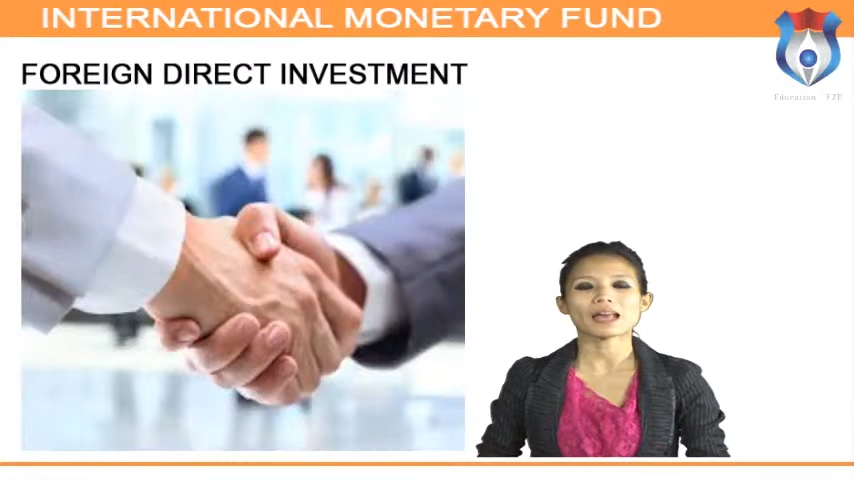 INTERNATIONAL MONETARY FUND
FOREIGN DIRECT INVESTMENT